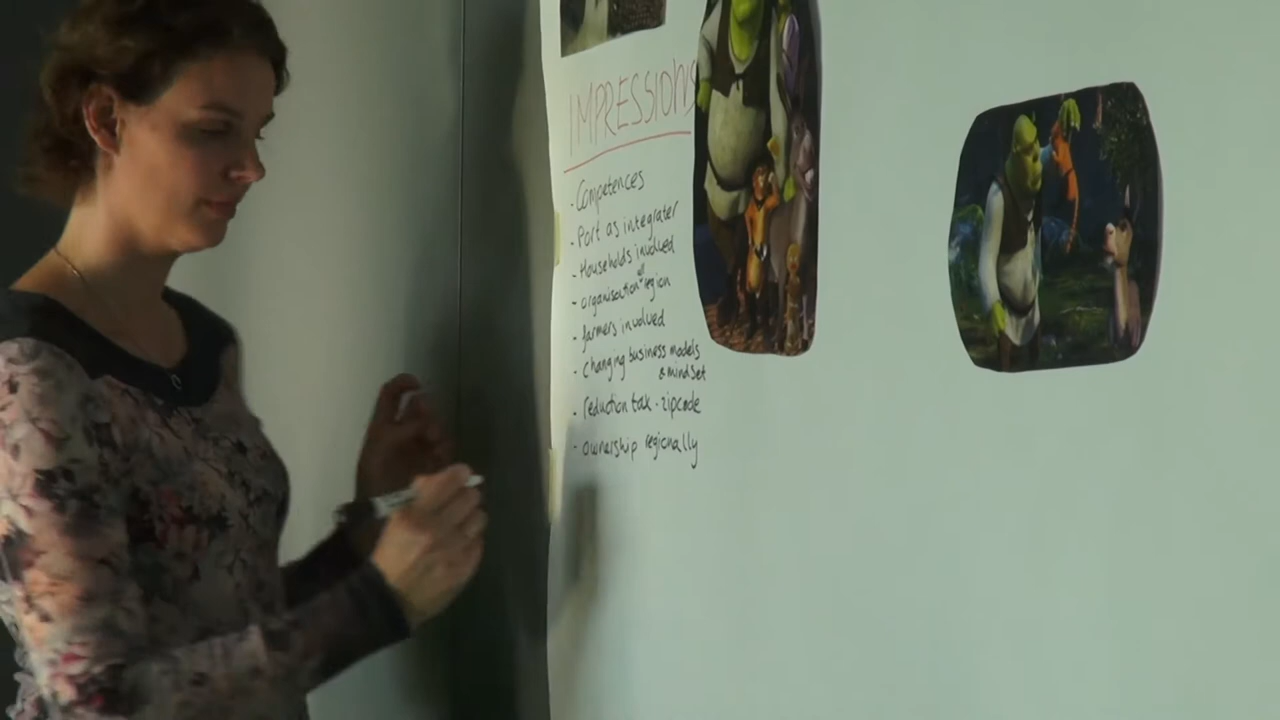 IMPRESSIONS
- Competences
- Port as integrater
- Households involved
- organisation of region
- farmers involved
- changing business models
& mindset
- reduction tax - zipcode
- ownership regionally